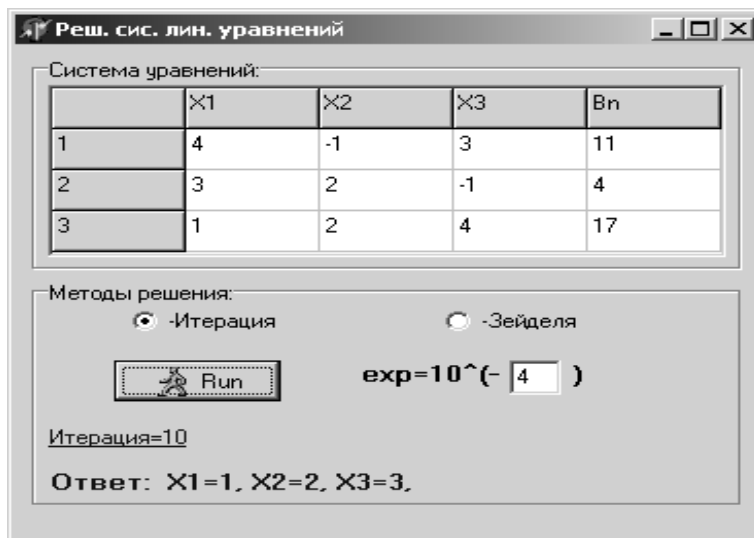 Реш. сис. лин. уравнений
Система уравнений:
X1 X2 X3 Bn
1 4 -1 3 11
2 3 2 -1 4
3 1 2 4 17
Методы решения:
-Итерация -Зейделя
Run exp=10^(- 4 )
Итерация=10
Ответ: X1=1, X2=2, X3=3,